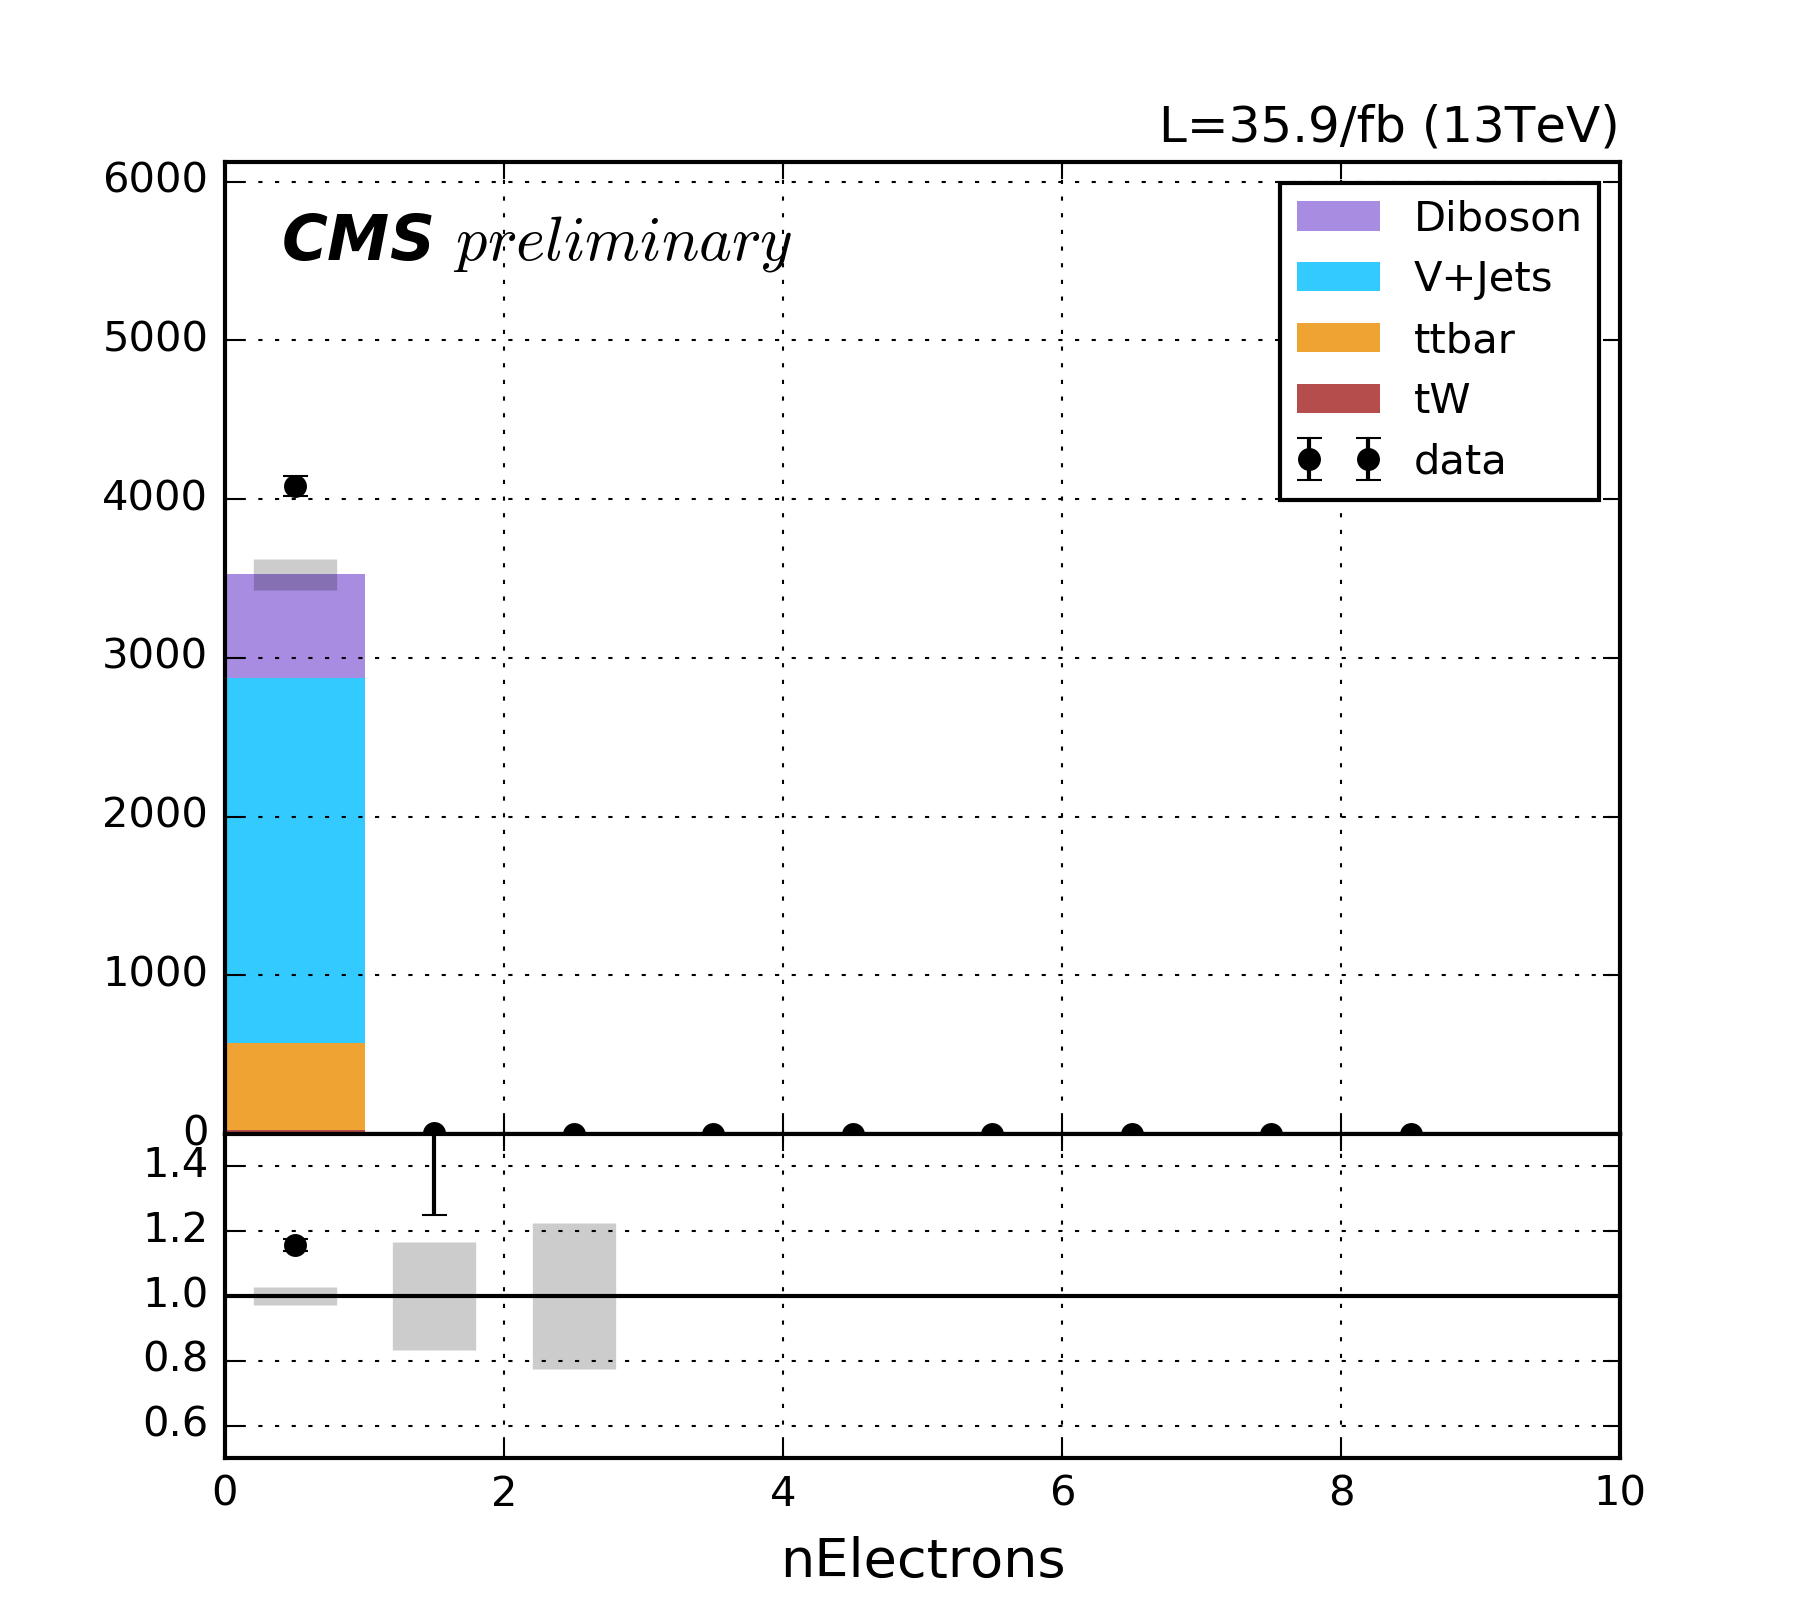 L=35.9/fb (13TeV)
CMS preliminary
6000
5000
4000
3000
2000
1000
0
Diboson
V+Jets
ttbar
tW
data
1.4
1.2
1.0
0.8
0.6
0 2 4 6 8 10
nElectrons